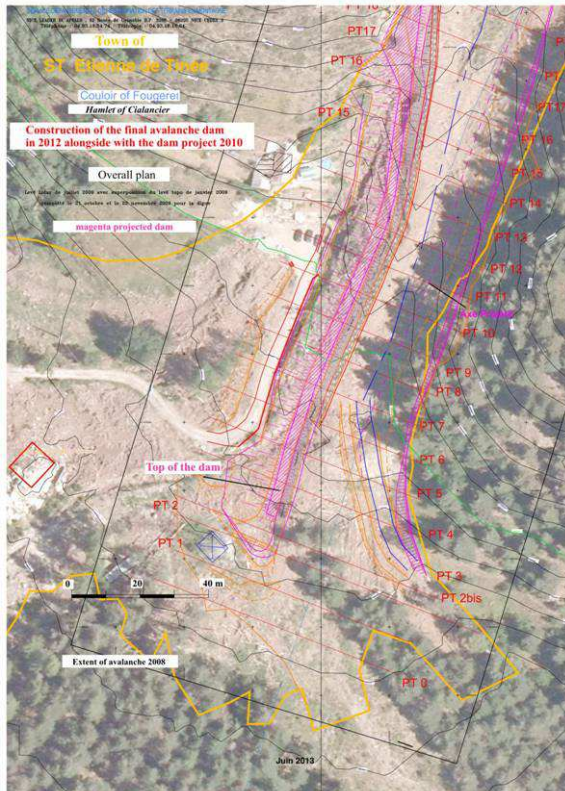 Town of
ST Etienne de Tinée
Couloir of Fougeret
Hamlet of Cialancier
Construction of the final avalanche dam
in 2012 alongside with the dam project 2010
Overall plan
magenta projected dam
PT17
PT 16
PT 15
PT 16
PT 15
PT 14
PT 13
PT 12
PT 11
PT 10
PT 9
PT 8
PT 7
PT 6
PT 5
PT 4
PT 3
PT 2bis
PT 0
Top of the dam
PT 2
PT 1
0 20 40 m
Extent of avalanche 2008
Juin 2013